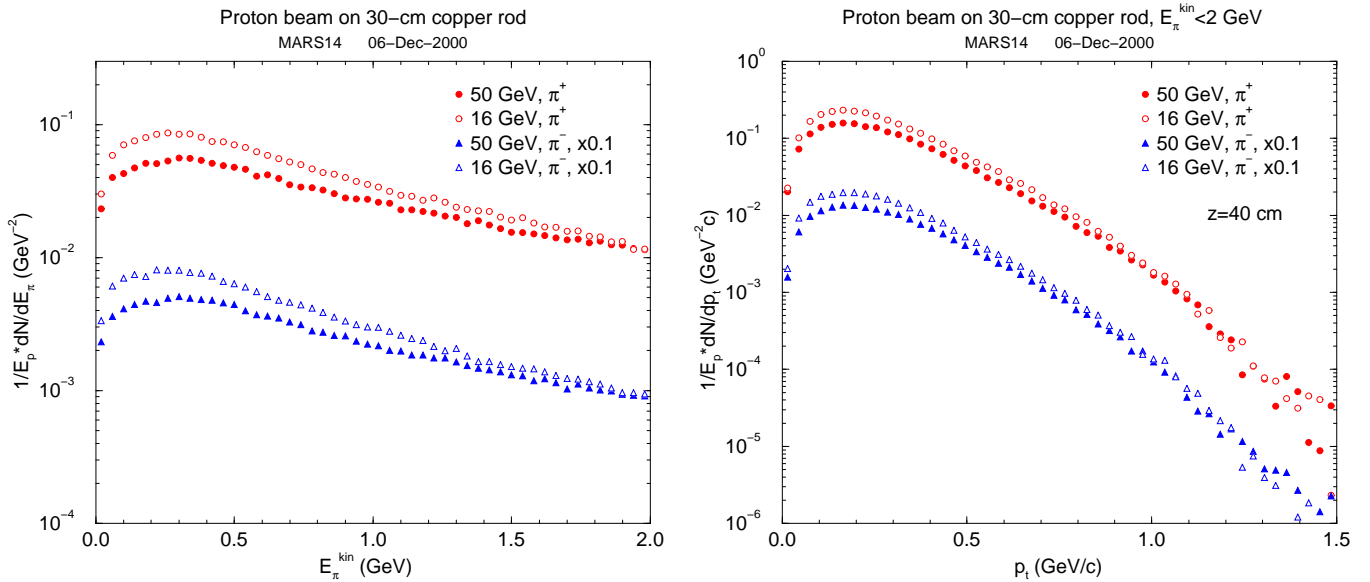 Proton beam on 30−cm copper rod
MARS14 06−Dec−2000
50 GeV, π+
16 GeV, π+
50 GeV, π−, x0.1
16 GeV, π−, x0.1
10−1
10−2
10−3
10−4
1/Ep*dN/dEπ (GeV−2)
0.0 0.5 1.0 1.5 2.0
Eπkin (GeV)
Proton beam on 30−cm copper rod, Eπkin<2 GeV
MARS14 06−Dec−2000
50 GeV, π+
16 GeV, π+
50 GeV, π−, x0.1
16 GeV, π−, x0.1
z=40 cm
100
10−1
10−2
10−3
10−4
10−5
10−6
1/Ep*dN/dpt (GeV−2c)
0.0 0.5 1.0 1.5
pt (GeV/c)